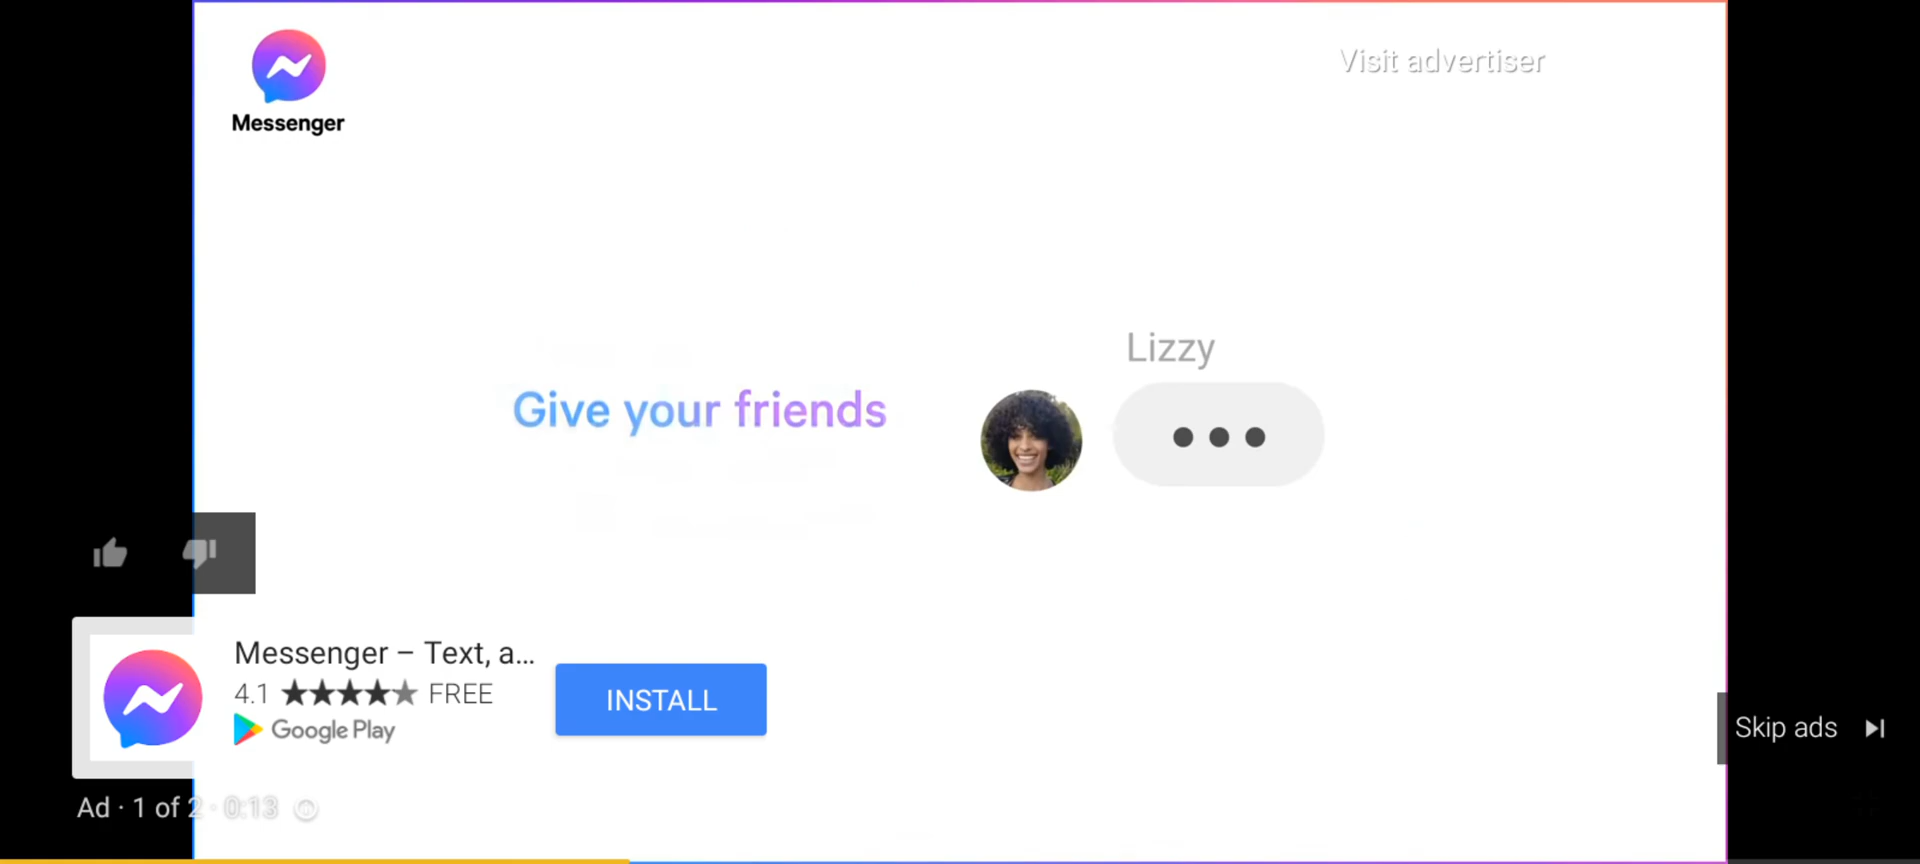 Messenger
Visit advertiser
Lizzy
Give your friends
Messenger – Text, a...
4.1 FREE
Google Play
INSTALL
Skip ads
Ad · 1 of 2 · 0:13